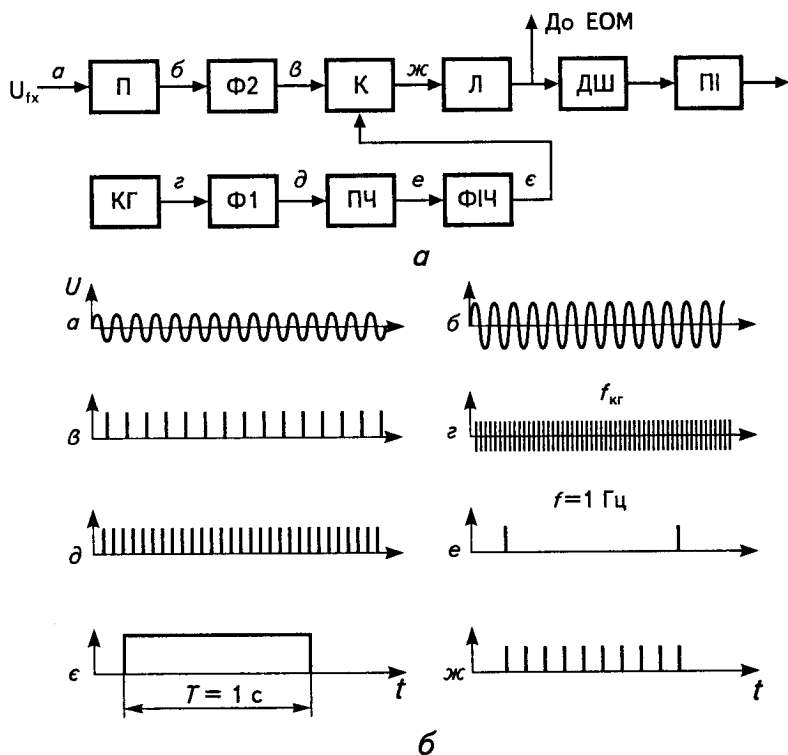 До ЕОМ
U_fx а П б Ф2 в К ж Л ДШ ПІ
КГ г Ф1 д ПЧ е ФІЧ є
а
U
а
б
в
f_кг
г
д
f=1 Гц
е
є
T = 1 с
t
ж
t
б